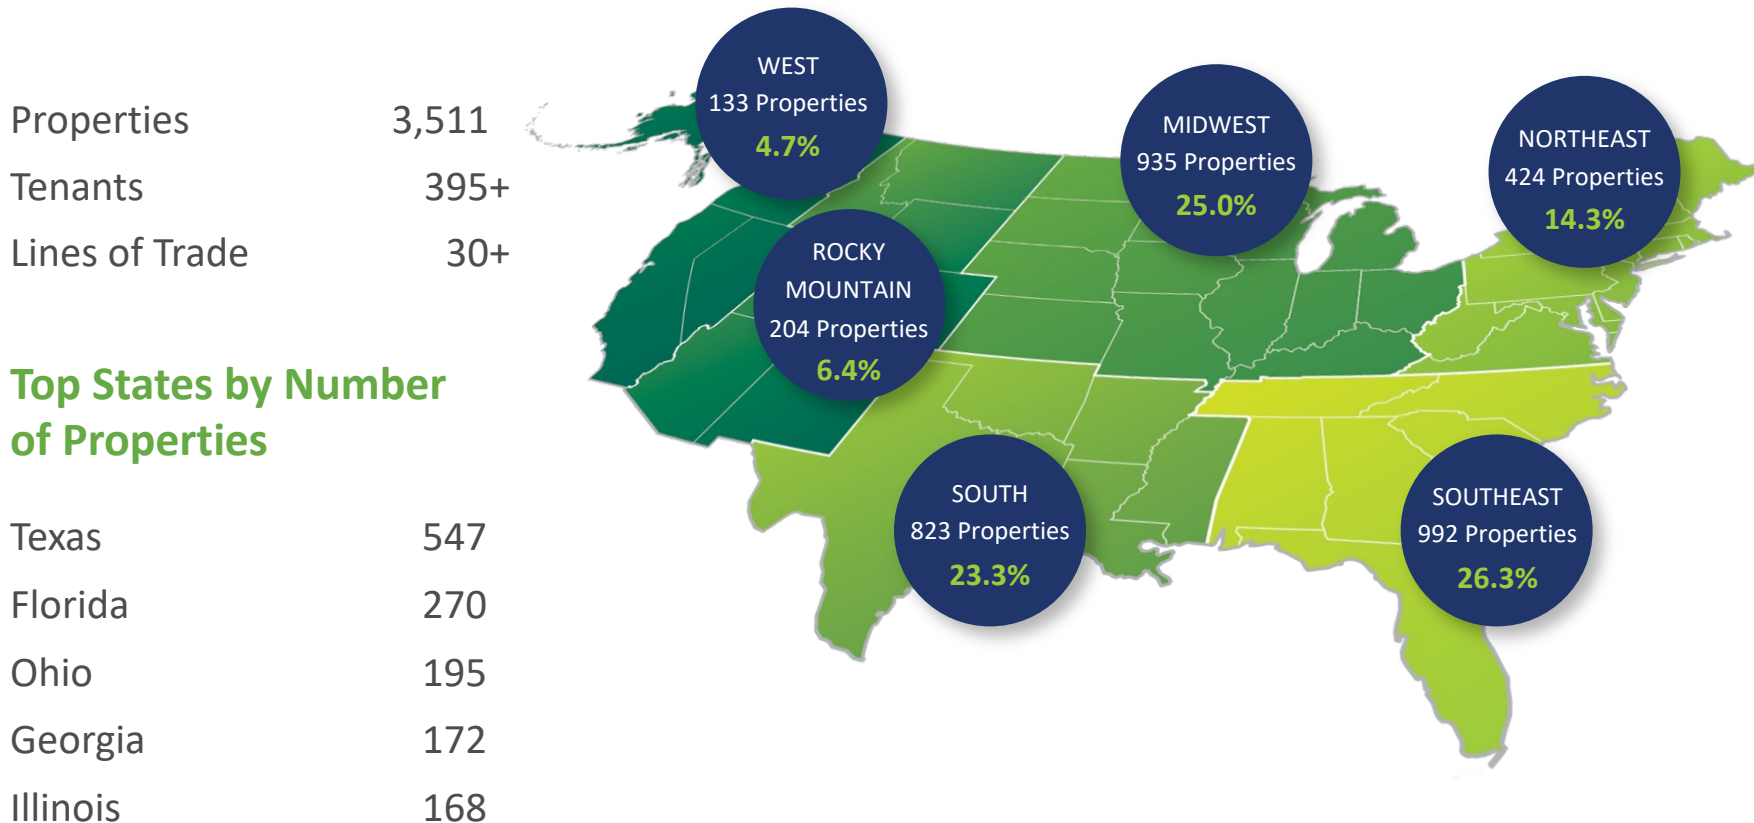 Properties 3,511
Tenants 395+
Lines of Trade 30+
Top States by Number
of Properties
Texas 547
Florida 270
Ohio 195
Georgia 172
Illinois 168
WEST
133 Properties
4.7%
ROCKY
MOUNTAIN
204 Properties
6.4%
MIDWEST
935 Properties
25.0%
NORTHEAST
424 Properties
14.3%
SOUTH
823 Properties
23.3%
SOUTHEAST
992 Properties
26.3%